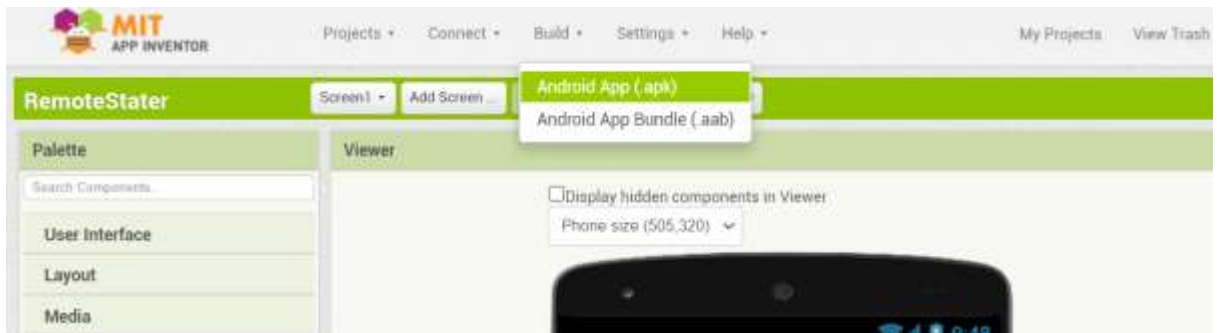 MIT
APP INVENTOR
Projects Connect Build Settings Help My Projects View Trash
RemoteStater Screen1 Add Screen ...
Android App (.apk)
Android App Bundle (.aab)
Palette Viewer
Search Components...
Display hidden components in Viewer
Phone size (505,320)
User Interface
Layout
Media
9:48